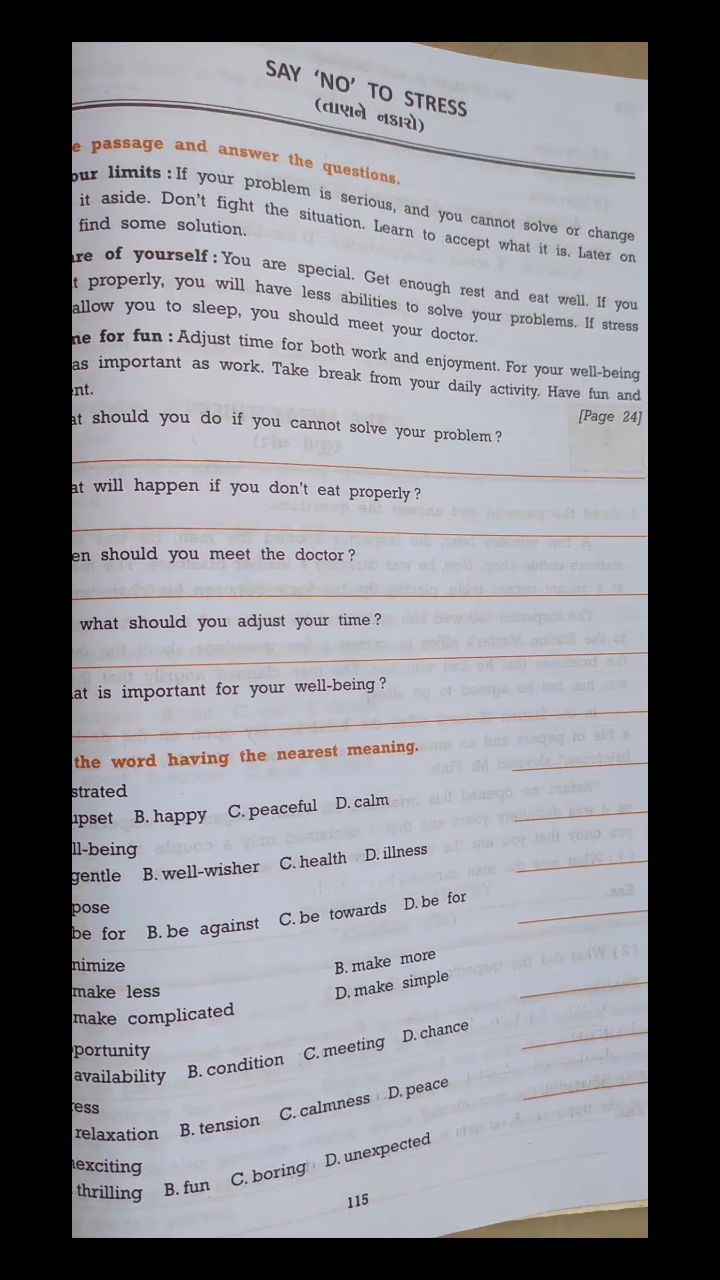 SAY 'NO' TO STRESS
(તાણને નકારો)
e passage and answer the questions.
our limits : If your problem is serious, and you cannot solve or change
it aside. Don't fight the situation. Learn to accept what it is. Later on
find some solution.
re of yourself : You are special. Get enough rest and eat well. If you
t properly, you will have less abilities to solve your problems. If stress
allow you to sleep, you should meet your doctor.
me for fun : Adjust time for both work and enjoyment. For your well-being
as important as work. Take break from your daily activity. Have fun and
nt.
[Page 24]
at should you do if you cannot solve your problem ?
at will happen if you don't eat properly ?
en should you meet the doctor ?
what should you adjust your time ?
at is important for your well-being ?
the word having the nearest meaning.
strated
upset B. happy C. peaceful D. calm
ll-being
gentle B. well-wisher C. health D. illness
pose
be for B. be against C. be towards D. be for
nimize
make less B. make more
make complicated D. make simple
portunity
availability B. condition C. meeting D. chance
ress
relaxation B. tension C. calmness D. peace
nexciting
thrilling B. fun C. boring D. unexpected
115